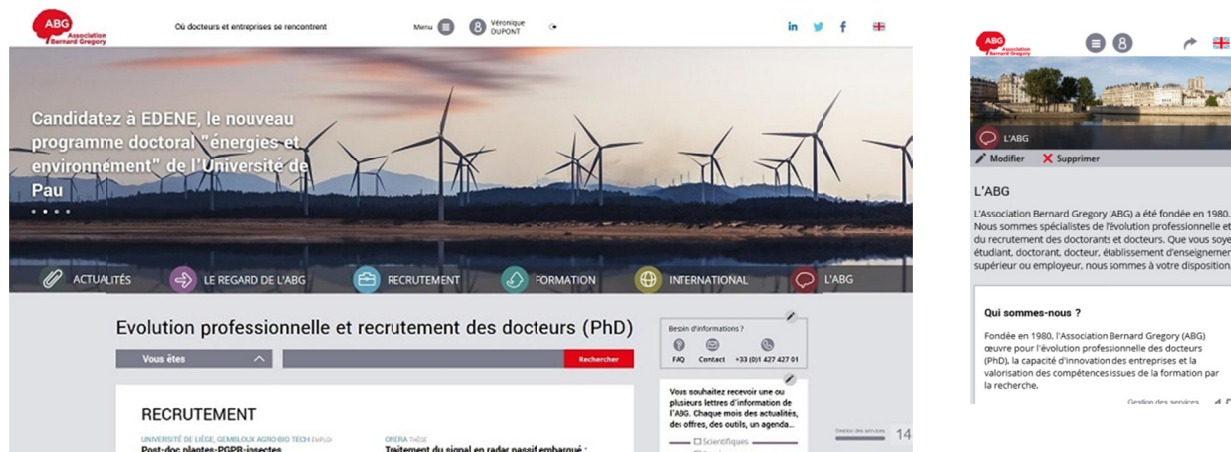 ABG
Association
Bernard Gregory
Où docteurs et entreprises se rencontrent
Menu
Véronique
DUPONT
in
f
Candidatez à EDENE, le nouveau
programme doctoral "énergies et
environnement" de l'Université de
Pau
ACTUALITÉS
LE REGARD DE L'ABG
RECRUTEMENT
FORMATION
INTERNATIONAL
L'ABG
Evolution professionnelle et recrutement des docteurs (PhD)
Vous êtes
Rechercher
RECRUTEMENT
UNIVERSITÉ DE LIÈGE, GEMBLOUX AGRO-BIO TECH EMPLOI
Post-doc plantes-PGPR-insectes
ONERA THÈSE
Traitement du signal en radar passif embarqué :
Besoin d'informations ?
FAQ
Contact
+33 (0)1 427 427 01
Vous souhaitez recevoir une ou
plusieurs lettres d'information de
l'ABG. Chaque mois des actualités,
des offres, des outils, un agenda...
Scientifiques
Gestion des services
14
ABG
Association
Bernard Gregory
L'ABG
Modifier
Supprimer
L'ABG
L'Association Bernard Gregory (ABG) a été fondée en 1980.
Nous sommes spécialistes de l'évolution professionnelle et
du recrutement des doctorants et docteurs. Que vous soye
étudiant, doctorant, docteur, établissement d'enseignemen
supérieur ou employeur, nous sommes à votre disposition
Qui sommes-nous ?
Fondée en 1980, l'Association Bernard Gregory (ABG)
œuvre pour l'évolution professionnelle des docteurs
(PhD), la capacité d'innovation des entreprises et la
valorisation des compétences issues de la formation par
la recherche.
Gestion des services